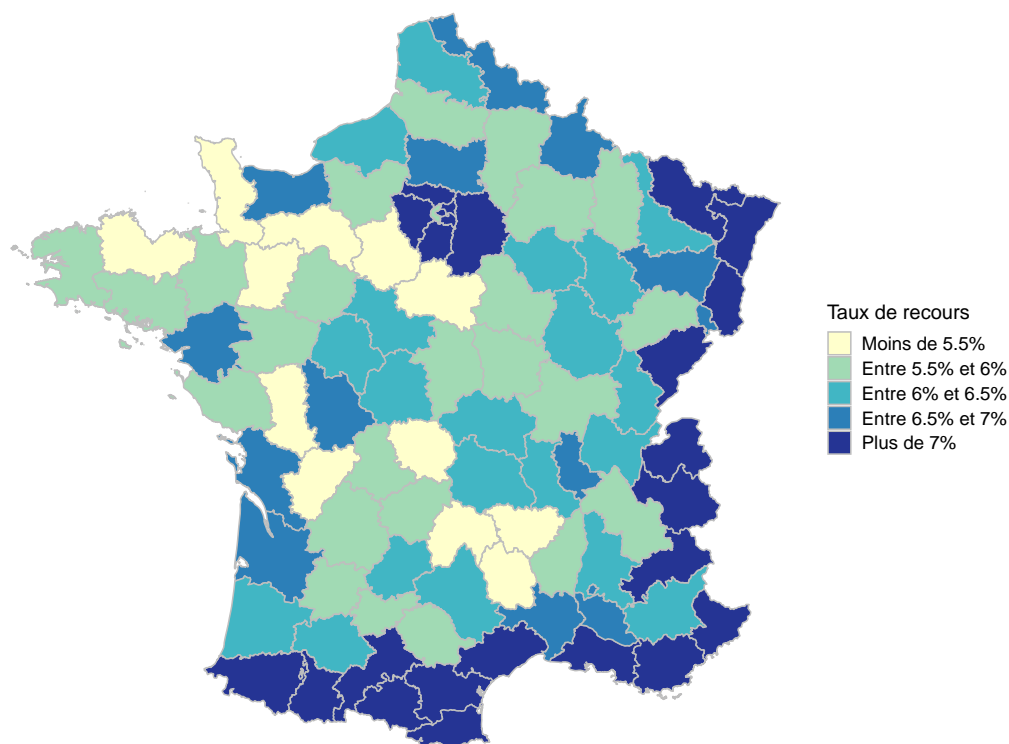 Taux de recours
Moins de 5.5%
Entre 5.5% et 6%
Entre 6% et 6.5%
Entre 6.5% et 7%
Plus de 7%